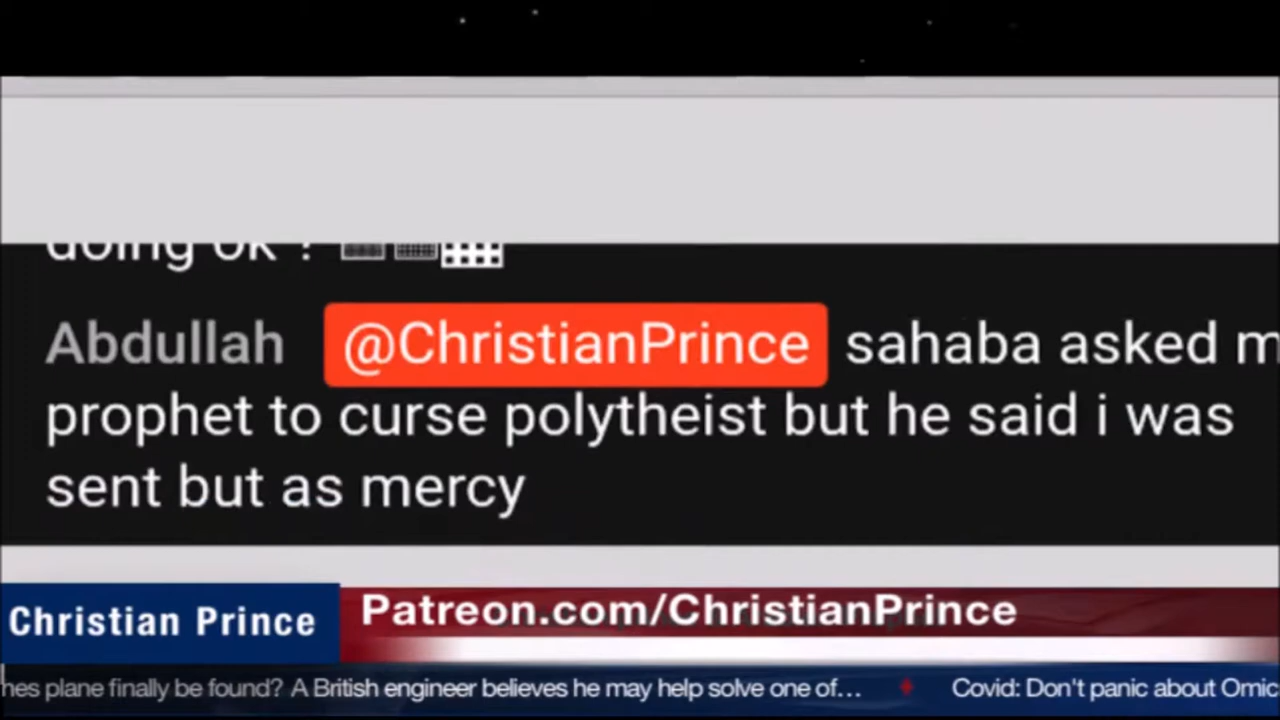 doing ok ?
Abdullah @ChristianPrince sahaba asked m
prophet to curse polytheist but he said i was
sent but as mercy
Christian Prince
Patreon.com/ChristianPrince
hes plane finally be found? A British engineer believes he may help solve one of... Covid: Don't panic about Omic